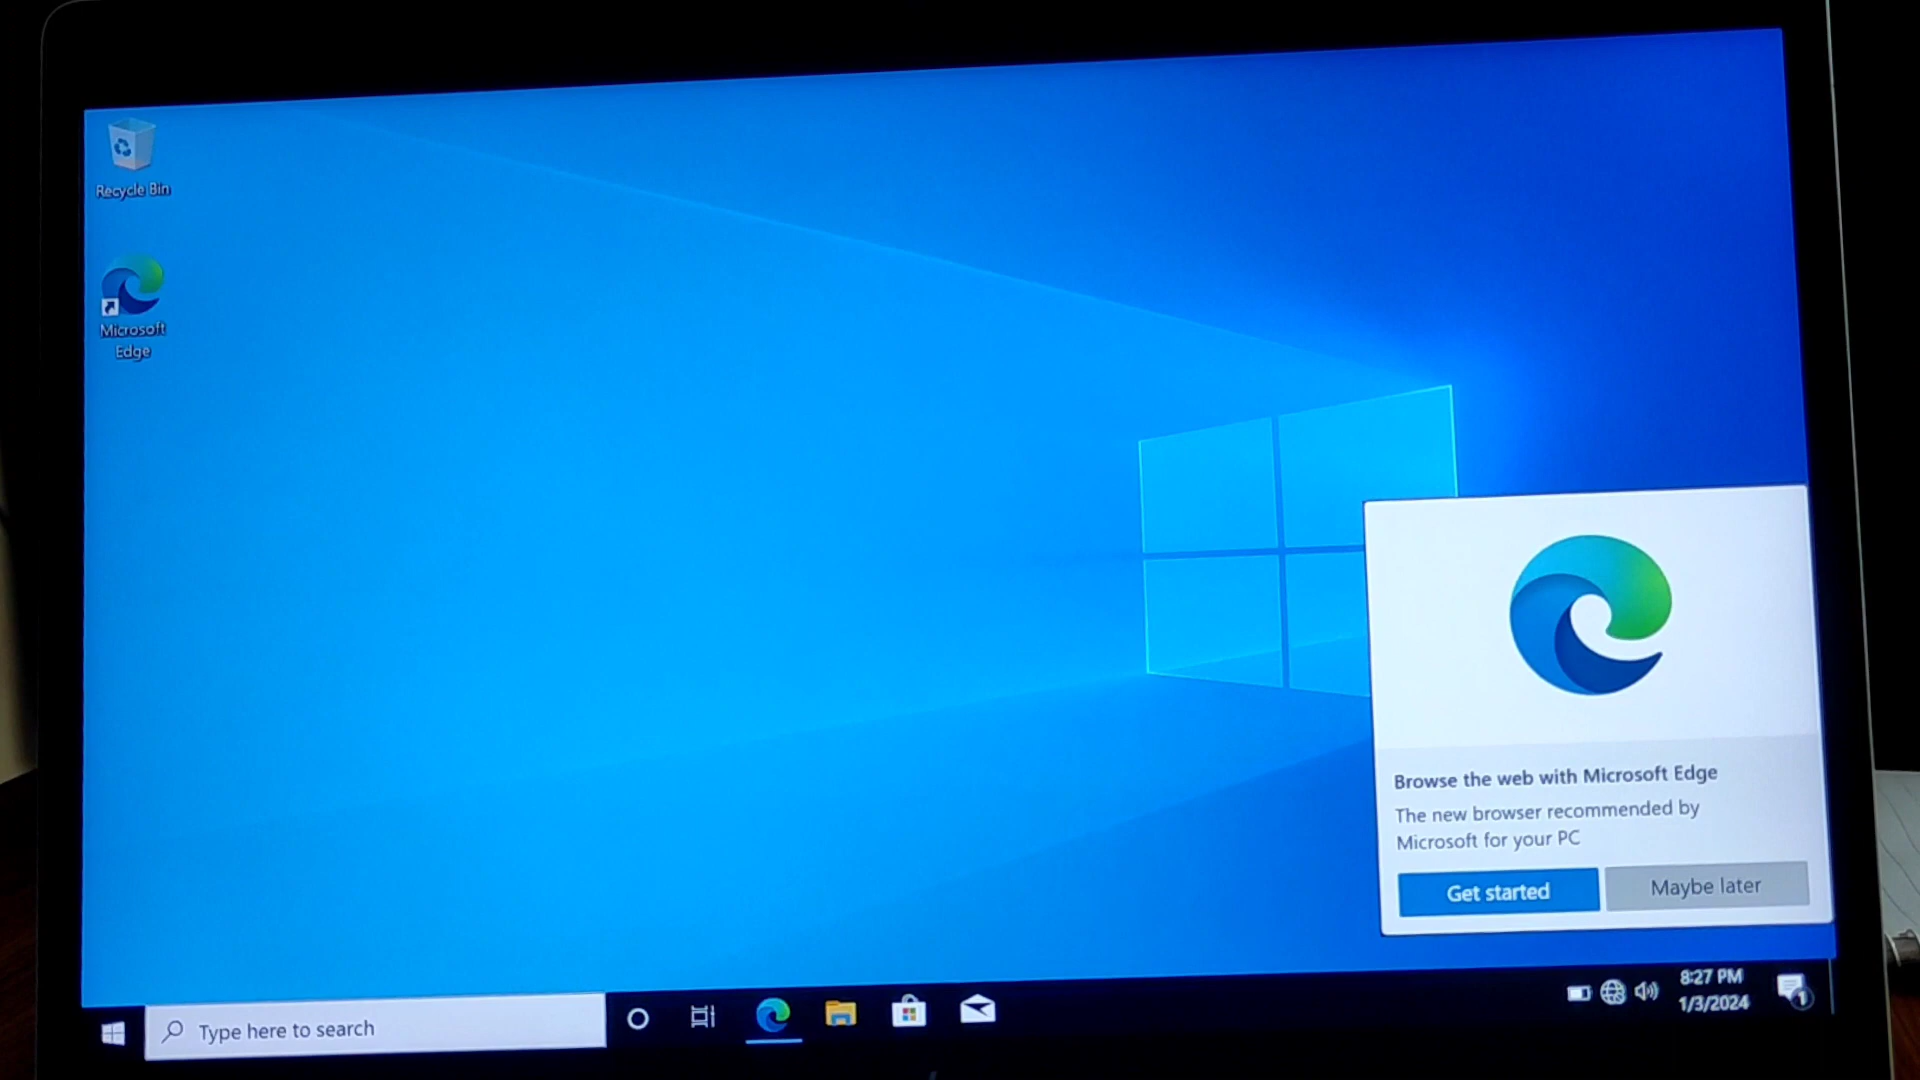 Recycle Bin
Microsoft
Edge
Browse the web with Microsoft Edge
The new browser recommended by
Microsoft for your PC
Get started
Maybe later
Type here to search
8:27 PM
1/3/2024
1